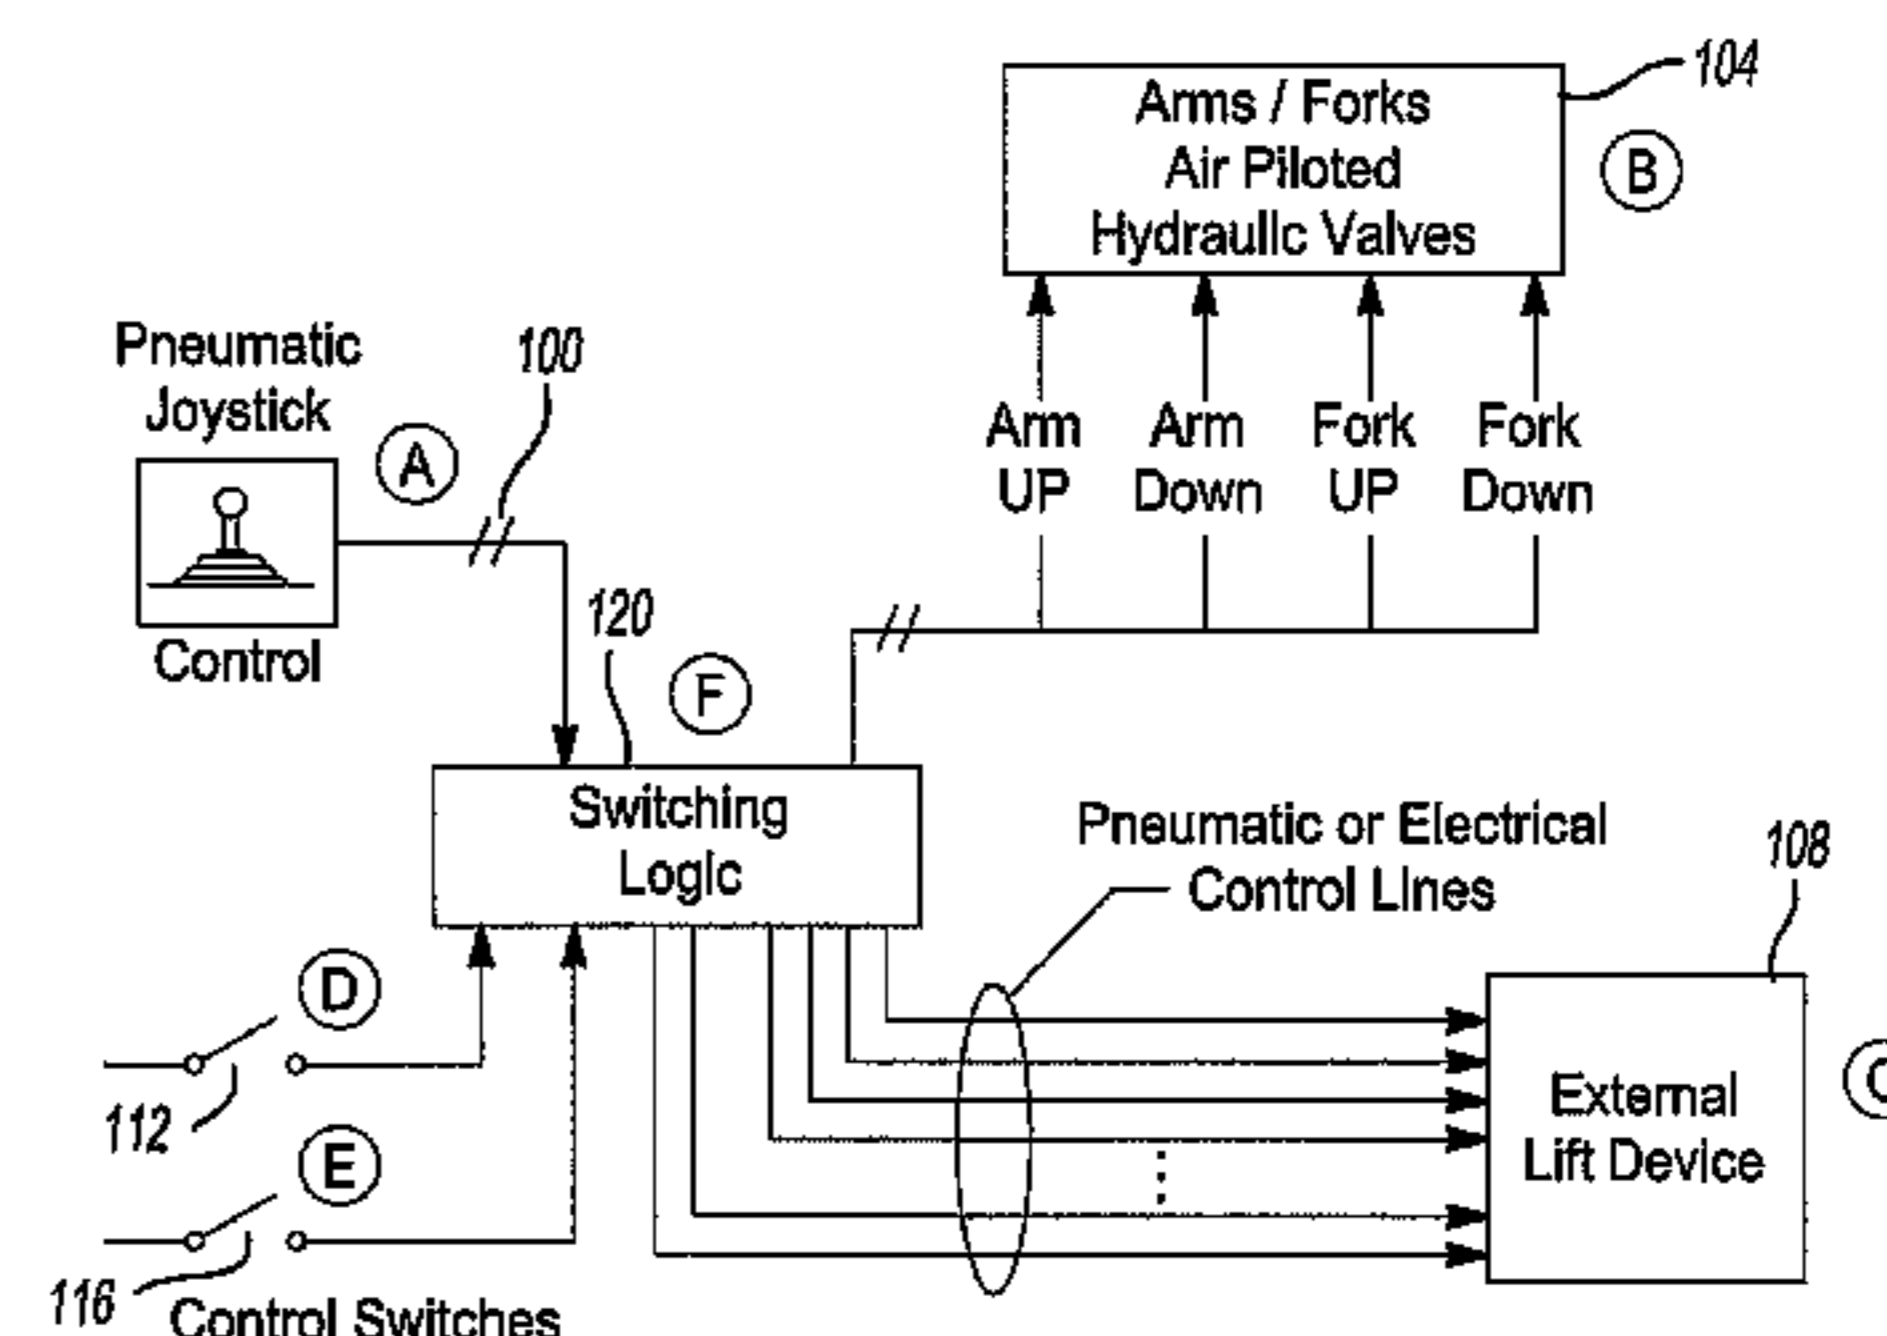 104
Arms / Forks
Air Piloted
Hydraulic Valves
B
Pneumatic
Joystick
100
A
Control
Arm
UP
Arm
Down
Fork
UP
Fork
Down
120
F
Switching
Logic
Pneumatic or Electrical
Control Lines
108
D
112
External
Lift Device
E
116
Control Switches